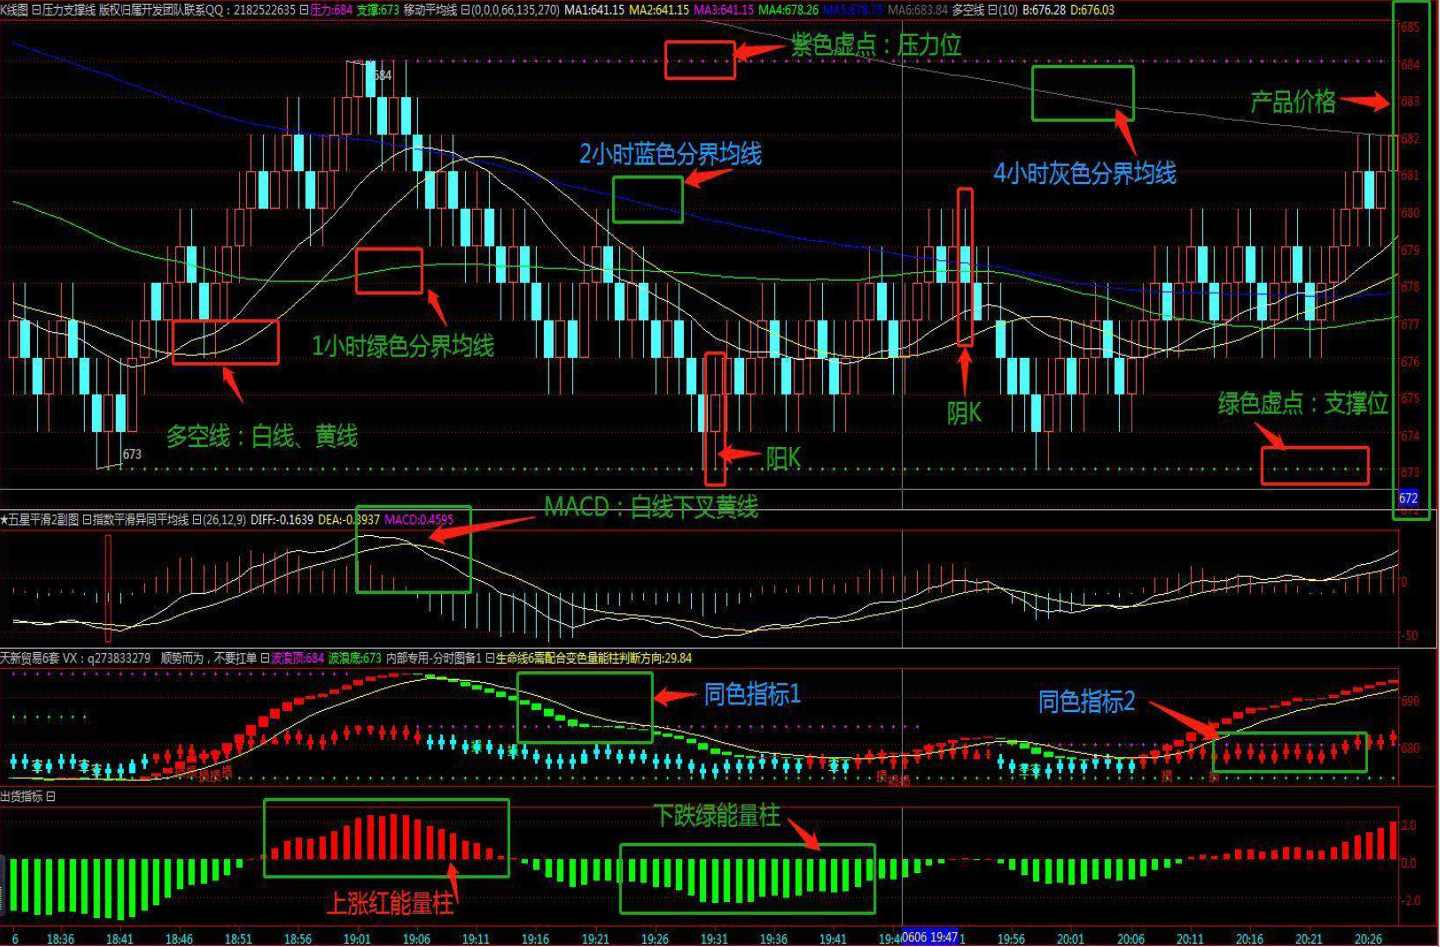 K线图 日压力支撑线 版权归属开发团队联系QQ：2182522635 日压力:684 支撑:673 移动平均线 日(0,0,0,66,135,270) MA1:641.15 MA2:641.15 MA3:641.15 MA4:678.26 MA5:678.73 MA6:683.84 多空线 日(10) B:676.28 D:676.03
685
紫色虚点：压力位
684
684
产品价格
683
2小时蓝色分界均线
682
4小时灰色分界均线
681
680
679
678
1小时绿色分界均线
677
676
阴K
675
绿色虚点：支撑位
多空线：白线、黄线
674
673
阳K
673
672
MACD：白线下叉黄线
★五星平滑2副图 日指数平滑异同平均线 日(26,12,9) DIFF:-0.1639 DEA:-0.3937 MACD:0.4595
0
-50
天新贸易6套 VX：q273833279 顺势而为，不要扛单 日波浪顶:684 波浪底:673 内部专用-分时图备1 日生命线6需配合变色量能柱判断方向:29.84
同色指标1
同色指标2
690
680
出货指标 日
下跌绿能量柱
2.0
0.0
上涨红能量柱
-2.0
6 18:36 18:41 18:46 18:51 18:56 19:01 19:06 19:11 19:16 19:21 19:26 19:31 19:36 19:41 19:4 0606 19:47 1 19:56 20:01 20:06 20:11 20:16 20:21 20:26